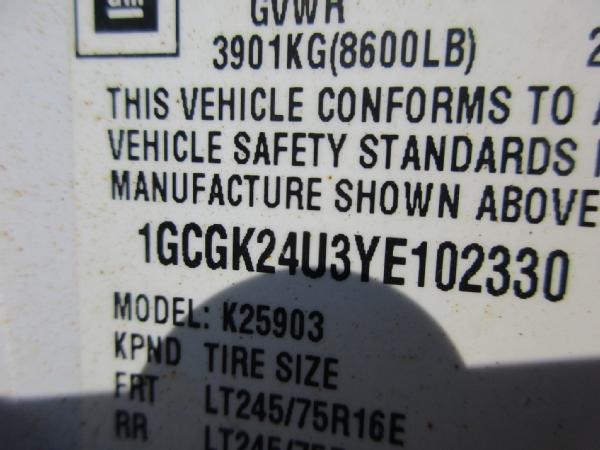 GM
GVWR
3901KG(8600LB)
THIS VEHICLE CONFORMS TO
VEHICLE SAFETY STANDARDS
MANUFACTURE SHOWN ABOVE
1GCGK24U3YE102330
MODEL: K25903
KPND TIRE SIZE
FRT LT245/75R16E
RR